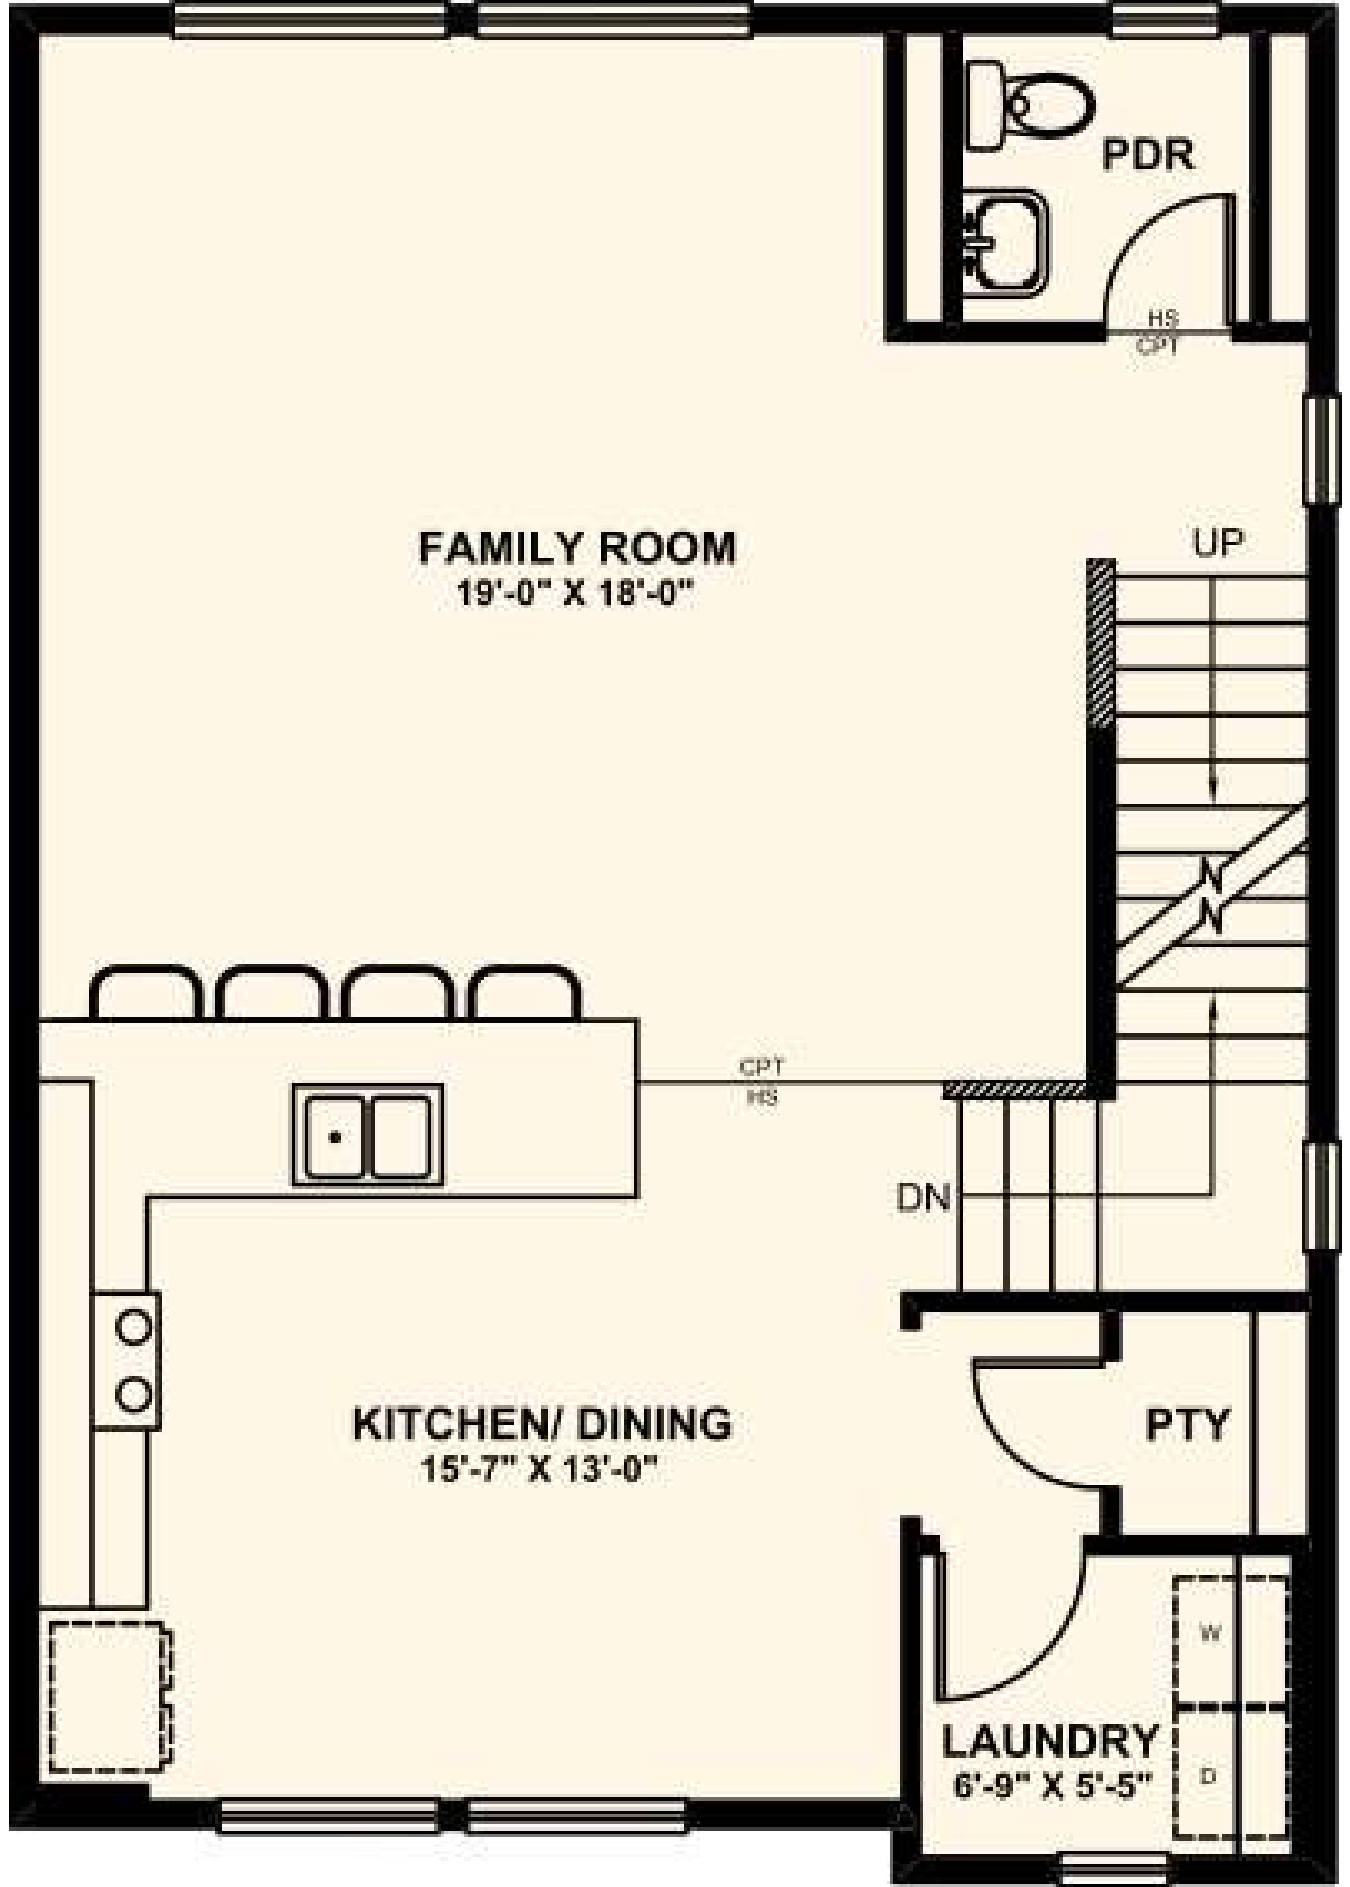 PDR
HS
CPT
UP
FAMILY ROOM
19'-0" X 18'-0"
N
N
CPT
HS
DN
KITCHEN/ DINING
15'-7" X 13'-0"
PTY
W
LAUNDRY
6'-9" X 5'-5"
D